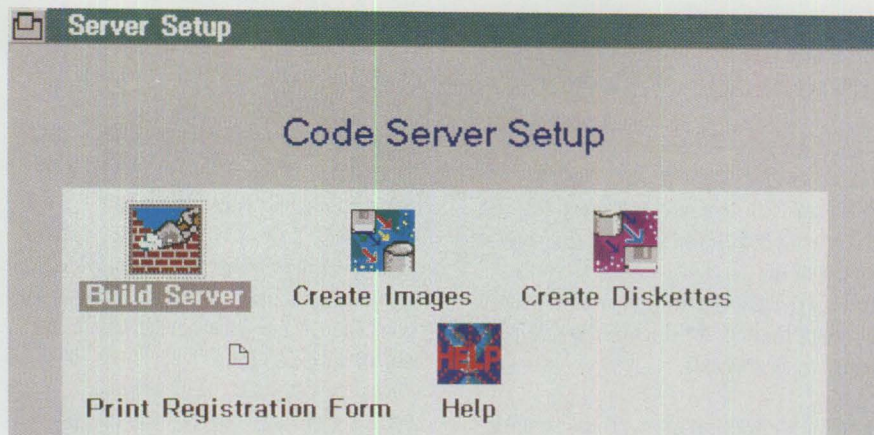 Server Setup
Code Server Setup
Build Server
Create Images
Create Diskettes
HELP
Print Registration Form
Help